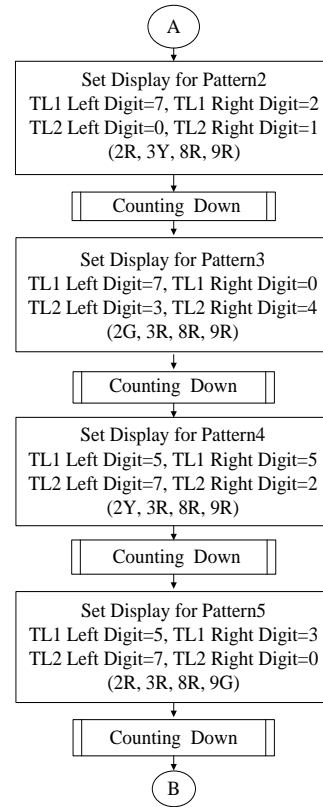 A
Set Display for Pattern2
TL1 Left Digit=7, TL1 Right Digit=2
TL2 Left Digit=0, TL2 Right Digit=1
(2R, 3Y, 8R, 9R)
Counting Down
Set Display for Pattern3
TL1 Left Digit=7, TL1 Right Digit=0
TL2 Left Digit=3, TL2 Right Digit=4
(2G, 3R, 8R, 9R)
Counting Down
Set Display for Pattern4
TL1 Left Digit=5, TL1 Right Digit=5
TL2 Left Digit=7, TL2 Right Digit=2
(2Y, 3R, 8R, 9R)
Counting Down
Set Display for Pattern5
TL1 Left Digit=5, TL1 Right Digit=3
TL2 Left Digit=7, TL2 Right Digit=0
(2R, 3R, 8R, 9G)
Counting Down
B